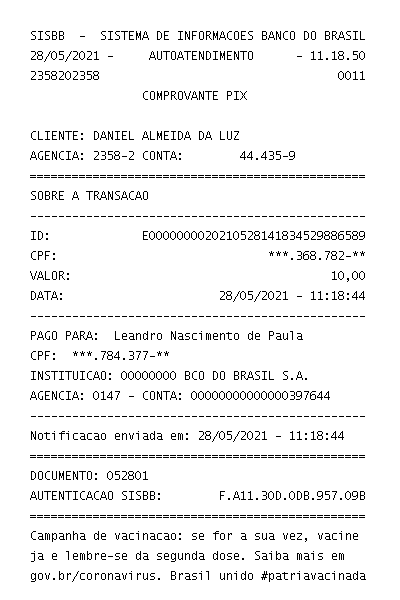 SISBB - SISTEMA DE INFORMACOES BANCO DO BRASIL
28/05/2021 - AUTOATENDIMENTO - 11.18.50
2358202358 0011
COMPROVANTE PIX
CLIENTE: DANIEL ALMEIDA DA LUZ
AGENCIA: 2358-2 CONTA: 44.435-9
================================================
SOBRE A TRANSACAO
------------------------------------------------
ID: E00000000202105281418345298865​89
CPF: ***.368.782-**
VALOR: 10,00
DATA: 28/05/2021 - 11:18:44
------------------------------------------------
PAGO PARA: Leandro Nascimento de Paula
CPF: ***.784.377-**
INSTITUICAO: 00000000 BCO DO BRASIL S.A.
AGENCIA: 0147 - CONTA: 00000000000000397644
------------------------------------------------
Notificacao enviada em: 28/05/2021 - 11:18:44
================================================
DOCUMENTO: 052801
AUTENTICACAO SISBB: F.A11.30D.0DB.957.09B
================================================
Campanha de vacinacao: se for a sua vez, vacine
ja e lembre-se da segunda dose. Saiba mais em
gov.br/coronavirus. Brasil unido #patriavacinada